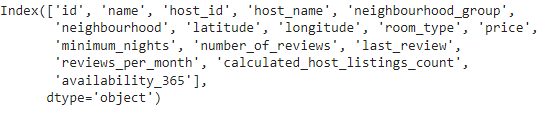 Index(['id', 'name', 'host_id', 'host_name', 'neighbourhood_group',
'neighbourhood', 'latitude', 'longitude', 'room_type', 'price',
'minimum_nights', 'number_of_reviews', 'last_review',
'reviews_per_month', 'calculated_host_listings_count',
'availability_365'],
dtype='object')